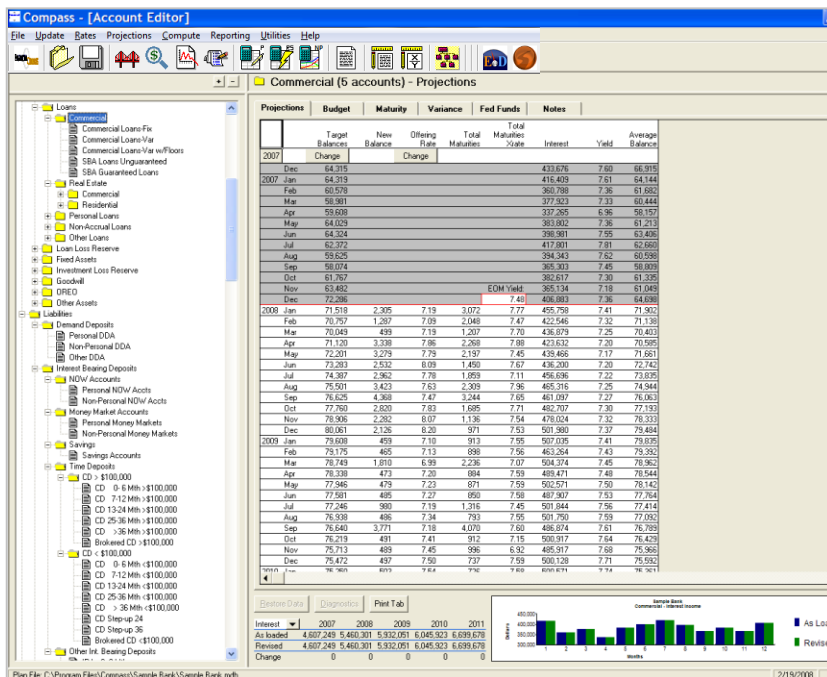 Compass - [Account Editor]
File Update Rates Projections Compute Reporting Utilities Help
Commercial (5 accounts) - Projections
Loans
Commercial
Commercial Loans-Fix
Commercial Loans-Var
Commercial Loans-Var w/Floors
SBA Loans Unguaranteed
SBA Guaranteed Loans
Real Estate
Commercial
Residential
Personal Loans
Non-Accrual Loans
Other Loans
Loan Loss Reserve
Fixed Assets
Investment Loss Reserve
Goodwill
OREO
Other Assets
Liabilities
Demand Deposits
Personal DDA
Non-Personal DDA
Other DDA
Interest Bearing Deposits
NOW Accounts
Personal NOW Accts
Non-Personal NOW Accts
Money Market Accounts
Personal Money Markets
Non-Personal Money Markets
Savings
Savings Accounts
Time Deposits
CD > $100,000
CD 0- 6 Mth >$100,000
CD 7-12 Mth >$100,000
CD 13-24 Mth >$100,000
CD 25-36 Mth >$100,000
CD >36 Mth >$100,000
Brokered CD >$100,000
CD < $100,000
CD 0- 6 Mth <$100,000
CD 7-12 Mth <$100,000
CD 13-24 Mth <$100,000
CD 25-36 Mth <$100,000
CD > 36 Mth <$100,000
CD Step-up 24
CD Step-up 36
Brokered CD <$100,000
Other Int. Bearing Deposits
Projections Budget Maturity Variance Fed Funds Notes
Target Balances New Balance Offering Rate Total Maturities Total Maturities Xrate Interest Yield Average Balance
2007 Change Change
Dec 64,315 433,676 7.60 66,915
2007 Jan 64,319 416,409 7.61 64,144
Feb 60,578 360,788 7.36 61,682
Mar 58,981 377,923 7.33 60,444
Apr 59,608 337,265 6.96 58,157
May 64,029 383,802 7.36 61,213
Jun 64,324 398,981 7.55 63,406
Jul 62,372 417,801 7.81 62,660
Aug 59,625 394,343 7.62 60,598
Sep 58,074 365,303 7.45 58,809
Oct 61,767 382,607 7.30 61,335
Nov 63,482 EOM Yield: 365,134 7.18 61,049
Dec 72,286 7.48 406,883 7.36 64,698
2008 Jan 71,518 2,305 7.19 3,072 7.77 455,758 7.41 71,902
Feb 70,757 1,287 7.09 2,048 7.47 422,546 7.32 71,138
Mar 70,049 499 7.19 1,207 7.70 436,879 7.25 70,403
Apr 71,120 3,338 7.86 2,268 7.88 423,632 7.20 70,585
May 72,201 3,279 7.79 2,197 7.45 439,466 7.17 71,661
Jun 73,283 2,532 8.09 1,450 7.67 436,200 7.20 72,742
Jul 74,387 2,962 7.78 1,859 7.11 456,696 7.22 73,835
Aug 75,501 3,423 7.63 2,309 7.96 465,316 7.25 74,944
Sep 76,625 4,368 7.47 3,244 7.65 461,097 7.27 76,063
Oct 77,760 2,820 7.83 1,685 7.71 482,707 7.30 77,193
Nov 78,906 2,282 8.07 1,136 7.54 478,024 7.32 78,333
Dec 80,061 2,126 8.20 971 7.53 501,980 7.37 79,484
2009 Jan 79,608 459 7.10 913 7.55 507,035 7.41 79,835
Feb 79,175 465 7.13 898 7.56 463,264 7.43 79,392
Mar 78,749 1,810 6.99 2,236 7.07 504,374 7.45 78,962
Apr 78,338 473 7.20 884 7.59 489,471 7.48 78,544
May 77,946 479 7.23 871 7.59 502,571 7.50 78,142
Jun 77,581 485 7.27 850 7.58 487,907 7.53 77,764
Jul 77,246 980 7.19 1,316 7.45 501,844 7.56 77,414
Aug 76,938 486 7.34 793 7.55 501,750 7.59 77,092
Sep 76,640 3,771 7.18 4,070 7.60 486,874 7.61 76,789
Oct 76,219 491 7.41 912 7.15 500,917 7.64 76,429
Nov 75,713 489 7.45 996 6.92 485,917 7.68 75,966
Dec 75,472 497 7.50 737 7.59 500,128 7.71 75,592
Restore Data Diagnostics Print Tab
Interest 2007 2008 2009 2010 2011
As loaded 4,607,249 5,460,301 5,932,051 6,045,923 6,699,678
Revised 4,607,249 5,460,301 5,932,051 6,045,923 6,699,678
Change 0 0 0 0 0
Sample Bank
Commercial - Interest Income
Dollars
450,000
400,000
350,000
300,000
1 2 3 4 5 6 7 8 9 10 11 12
Months
As Loa
Revise
Plan File: C:\Program Files\Compass\Sample Bank\Sample Bank.mdb
2/19/2008